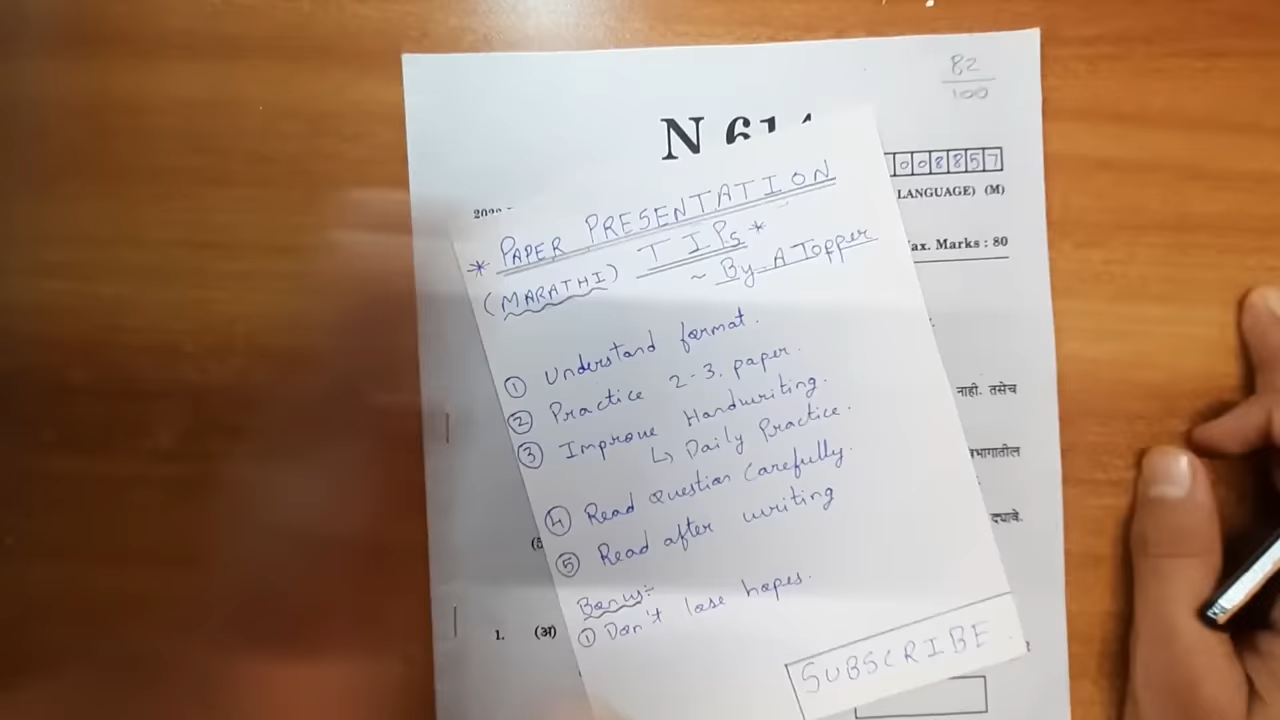 82
100
N 614
008857
LANGUAGE) (M)
Max. Marks : 80
* PAPER PRESENTATION
TIPs *
(MARATHI)
~ By A Topper
नाही. तसेच
द्यावे.
① Understand format.
② Practice 2-3. paper.
③ Improve Handwriting.
↳ Daily Practice.
④ Read question carefully.
⑤ Read after writing
Bonus:-
① Don't lose hopes.
1. (अ)
SUBSCRIBE